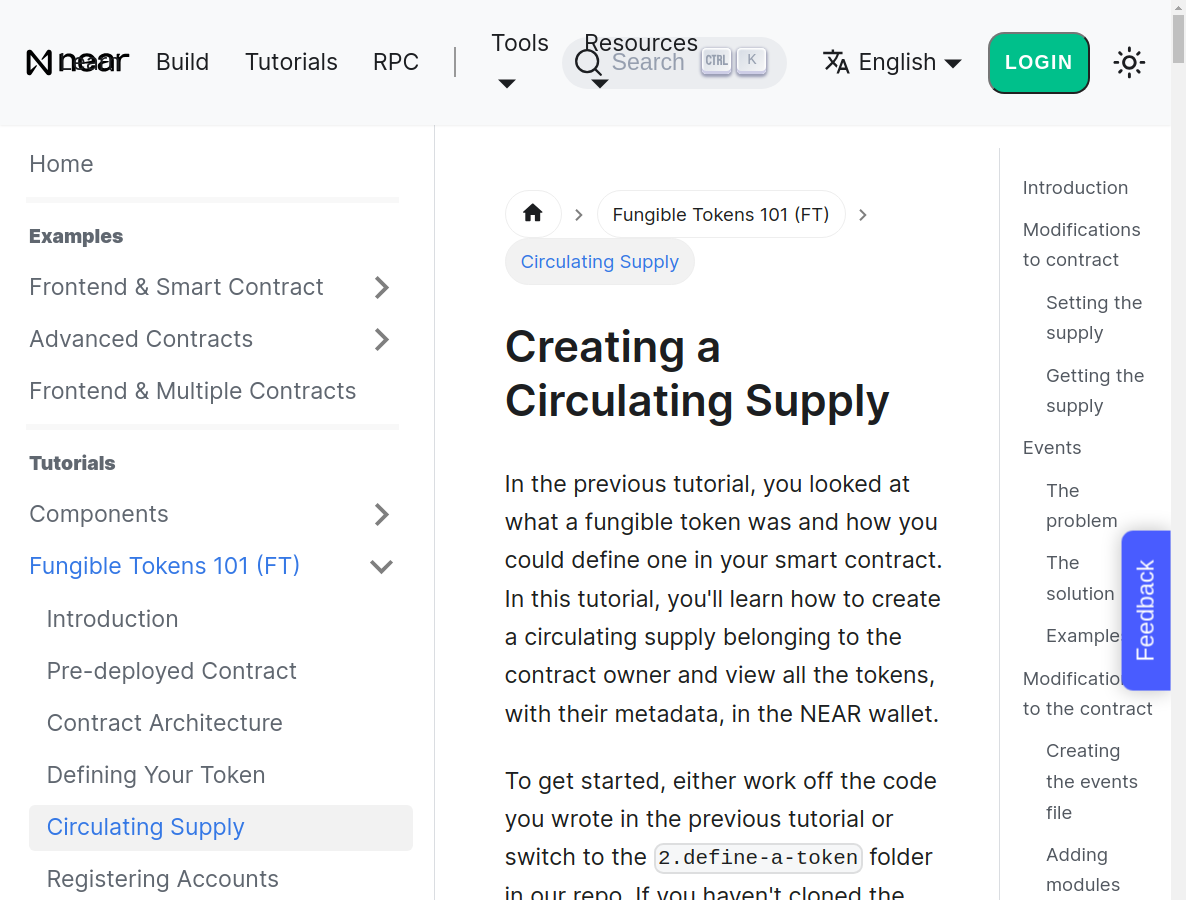 near
Learn
Build
Tutorials
RPC
Tools
Resources
Search
CTRL
K
English
LOGIN
Home
Examples
Frontend & Smart Contract
Advanced Contracts
Frontend & Multiple Contracts
Tutorials
Components
Fungible Tokens 101 (FT)
Introduction
Pre-deployed Contract
Contract Architecture
Defining Your Token
Circulating Supply
Registering Accounts
Fungible Tokens 101 (FT)
Circulating Supply
Creating a
Circulating Supply
In the previous tutorial, you looked at
what a fungible token was and how you
could define one in your smart contract.
In this tutorial, you'll learn how to create
a circulating supply belonging to the
contract owner and view all the tokens,
with their metadata, in the NEAR wallet.
To get started, either work off the code
you wrote in the previous tutorial or
switch to the 2.define-a-token folder
in our repo. If you haven't cloned the
Introduction
Modifications
to contract
Setting the
supply
Getting the
supply
Events
The
problem
The
solution
Example
Modificatio
to the contract
Creating
the events
file
Adding
modules
Feedback